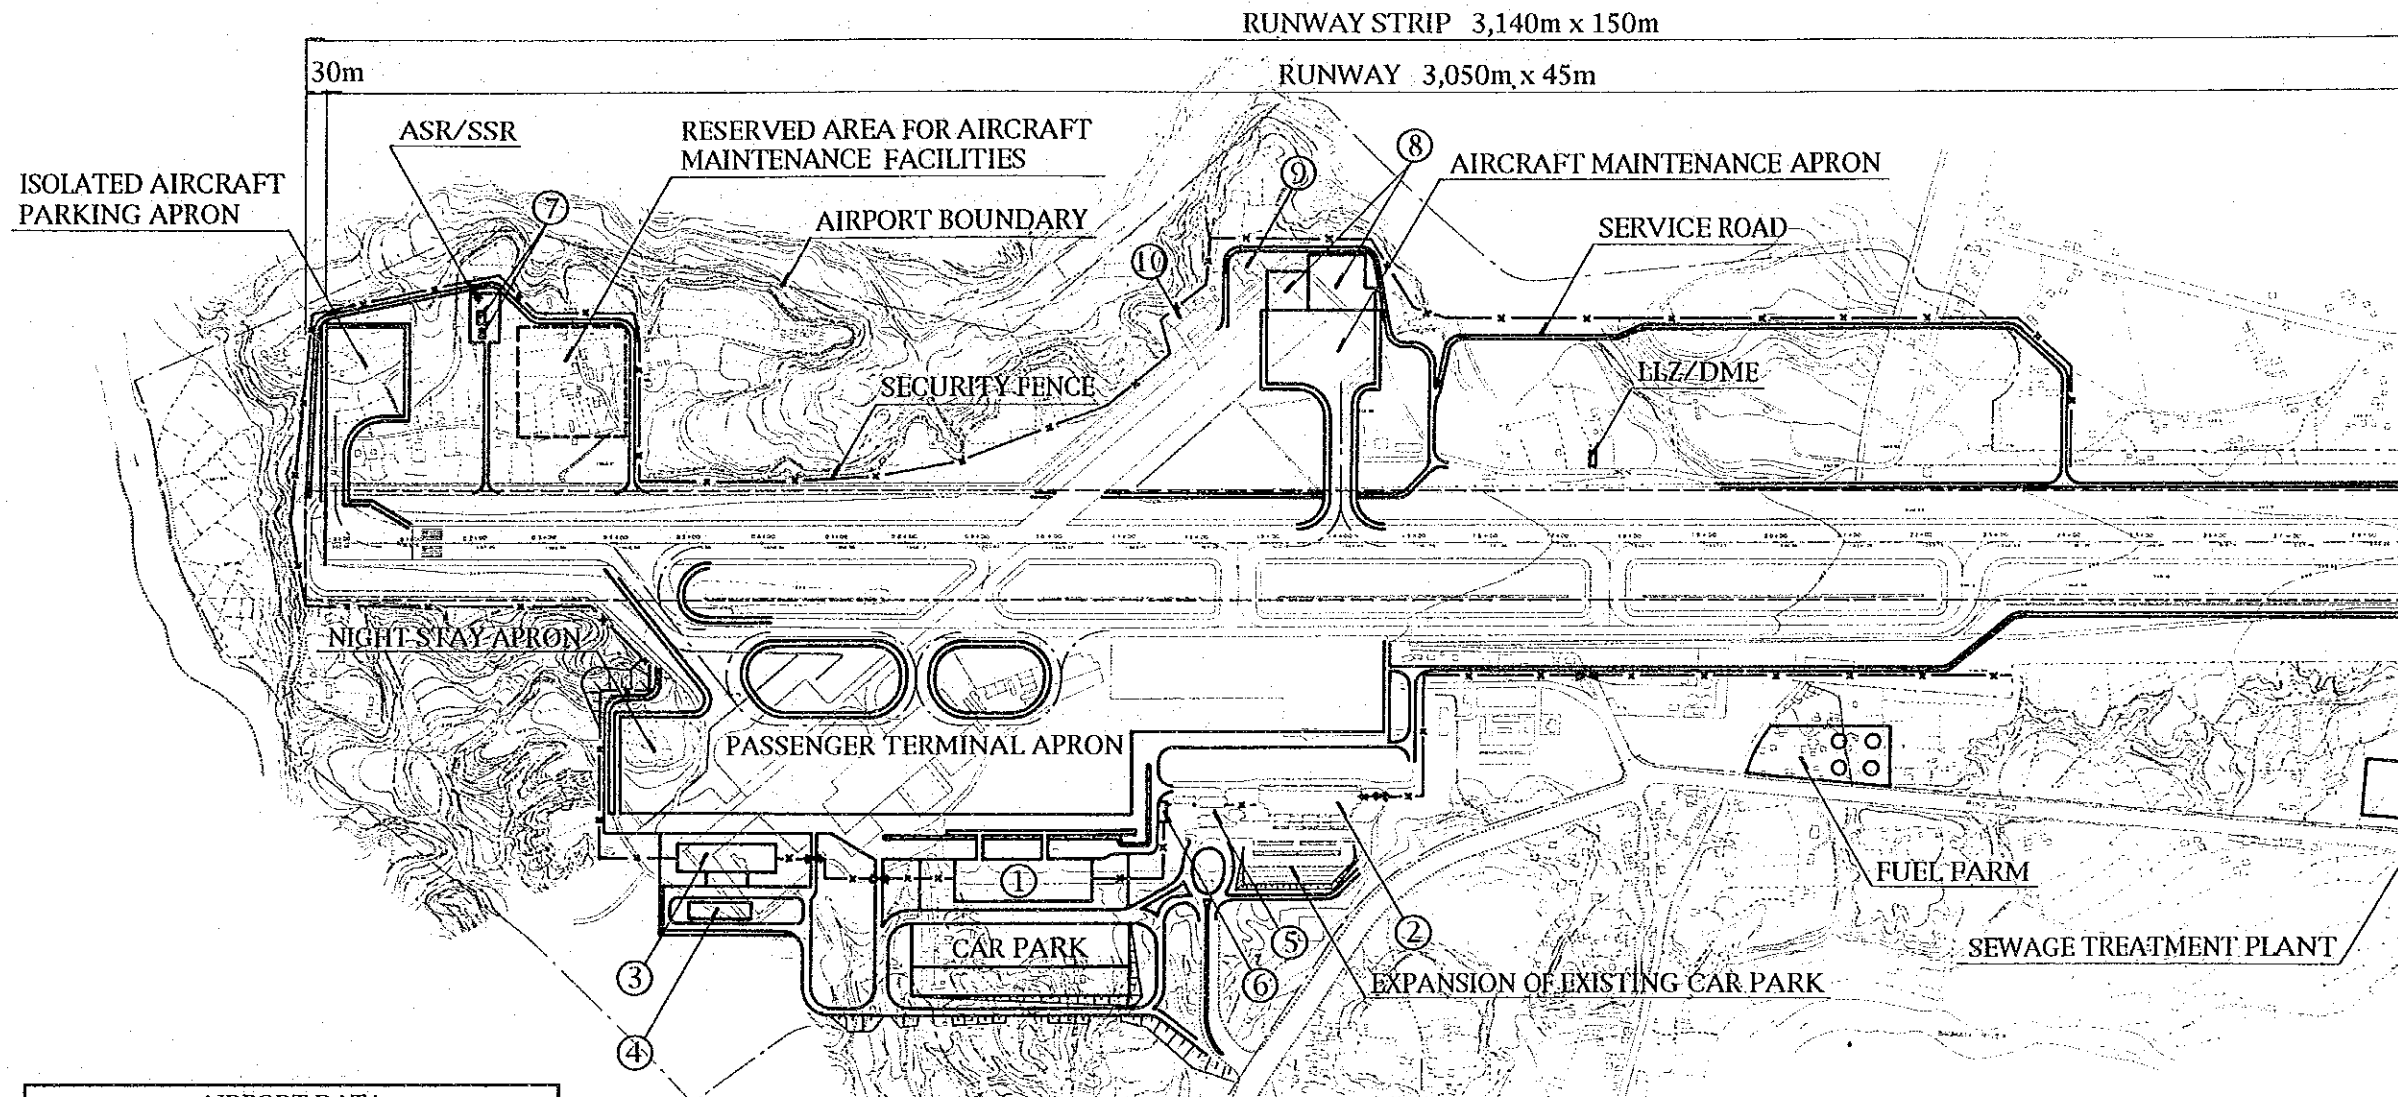 RUNWAY STRIP 3,140m x 150m
30m
RUNWAY 3,050m x 45m
ASR/SSR
RESERVED AREA FOR AIRCRAFT
MAINTENANCE FACILITIES
⑧
⑨
AIRCRAFT MAINTENANCE APRON
ISOLATED AIRCRAFT
PARKING APRON
⑦
AIRPORT BOUNDARY
SERVICE ROAD
⑩
SECURITY FENCE
LLZ/DME
NIGHT STAY APRON
PASSENGER TERMINAL APRON
①
FUEL PARM
②
⑤
CAR PARK
SEWAGE TREATMENT PLANT
③
⑥
EXPANSION OF EXISTING CAR PARK
④
AIRPORT DATA